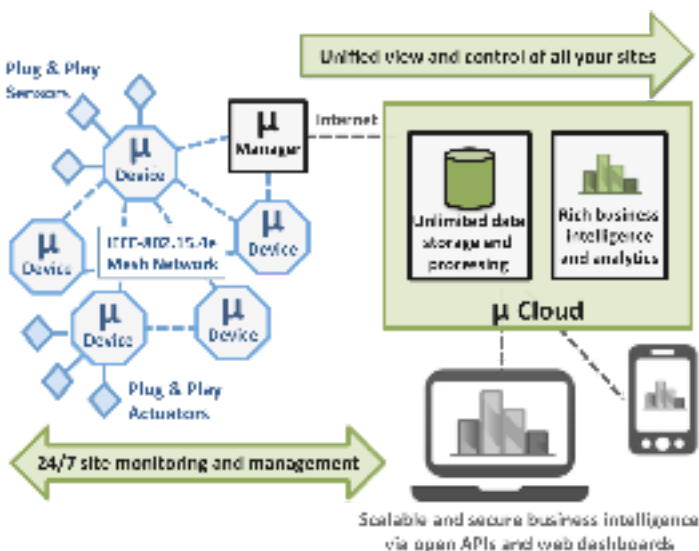 Unified view and control of all your sites
Plug & Play
Sensors
μ
Manager
Internet
μ
Device
Unlimited data
storage and
processing
Rich business
intelligence
and analytics
μ
Device
IEEE-802.15.4e
Mesh Network
μ
Device
μ
Device
μ
Device
μ Cloud
Plug & Play
Actuators
24/7 site monitoring and management
Scalable and secure business intelligence
via open APIs and web dashboards